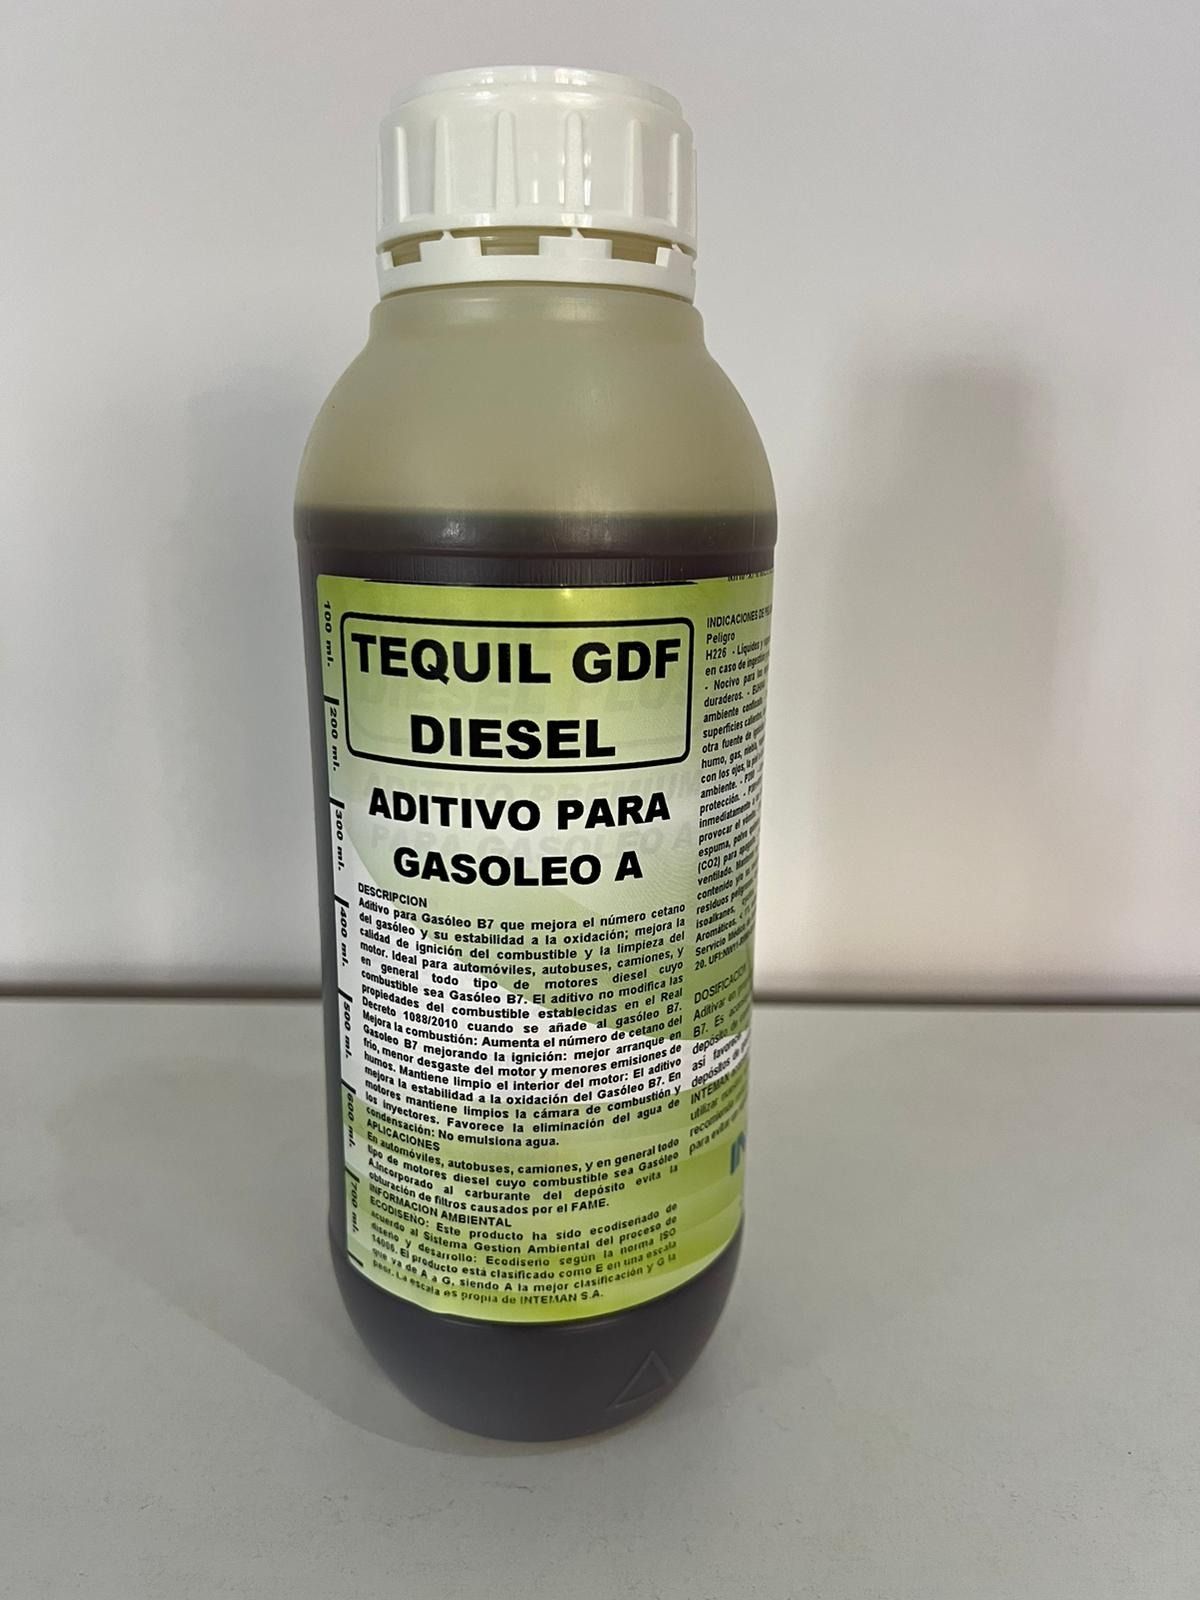 TEQUIL GDF
DIESEL
ADITIVO PARA
GASOLEO A
DESCRIPCION
Aditivo para Gasóleo B7 que mejora el número cetano
del gasóleo y su estabilidad a la oxidación; mejora la
calidad de ignición del combustible y la limpieza del
motor. Ideal para automóviles, autobuses, camiones, y
en general todo tipo de motores diesel cuyo
combustible sea Gasóleo B7. El aditivo no modifica las
propiedades del combustible establecidas en el Real
Decreto 1088/2010 cuando se añade al gasóleo B7.
Mejora la combustión: Aumenta el número de cetano del
Gasoleo B7 mejorando la ignición: mejor arranque en
frio, menor desgaste del motor y menores emisiones de
humos. Mantiene limpio el interior del motor: El aditivo
mejora la estabilidad a la oxidación del Gasóleo B7. En
motores mantiene limpios la cámara de combustión y
los inyectores. Favorece la eliminación del agua de
condensación: No emulsiona agua.
APLICACIONES
En automóviles, autobuses, camiones, y en general todo
tipo de motores diesel cuyo combustible sea Gasóleo
A.Incorporado al carburante del depósito evita la
obturación de filtros causados por el FAME.
INFORMACION AMBIENTAL
ECODISEÑO: Este producto ha sido ecodiseñado de
acuerdo al Sistema Gestion Ambiental del proceso de
diseño y desarrollo: Ecodiseño según la norma ISO
14006. El producto está clasificado como E en una escala
que va de A a G, siendo A la mejor clasificación y G la
peor. La escala es propia de INTEMAN S.A.
100 ml.
200 ml.
300 ml.
400 ml.
500 ml.
600 ml.
700 ml.
INDICACIONES DE
Peligro
H226 - Líquidos y
en caso de ingestión
- Nocivo para los
duraderos. -
ambiente
superficies
otra fuente de
humo, gas, niebla,
con los ojos, la
ambiente. -
protección. -
inmediatamente a
provocar el vómito.
espuma, polvo
(CO2) para
ventilado.
contenido
residuos
isoalkanes,
Aromáticos,
Servicio
20.
DOSIFICACION
Aditivar en
B7. Es
depósito de
así
depósitos de
INTEMAN
utilizar
recomienda
para evitar